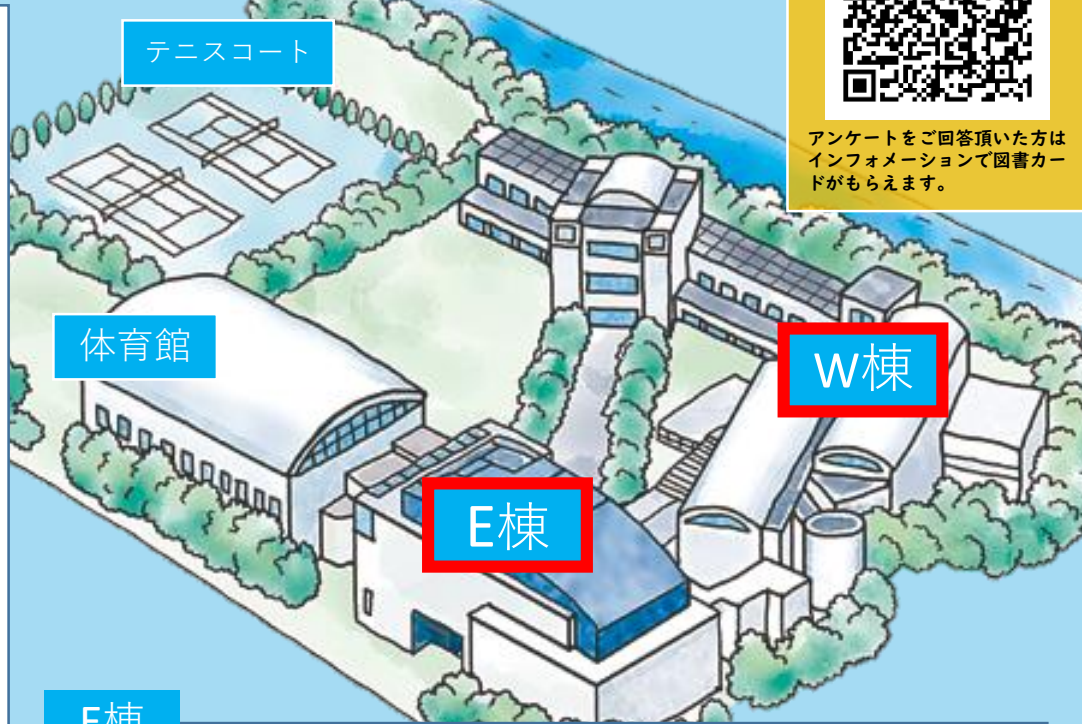 テニスコート
アンケートをご回答頂いた方は
インフォメーションで図書カー
ドがもらえます。
体育館
W棟
E棟